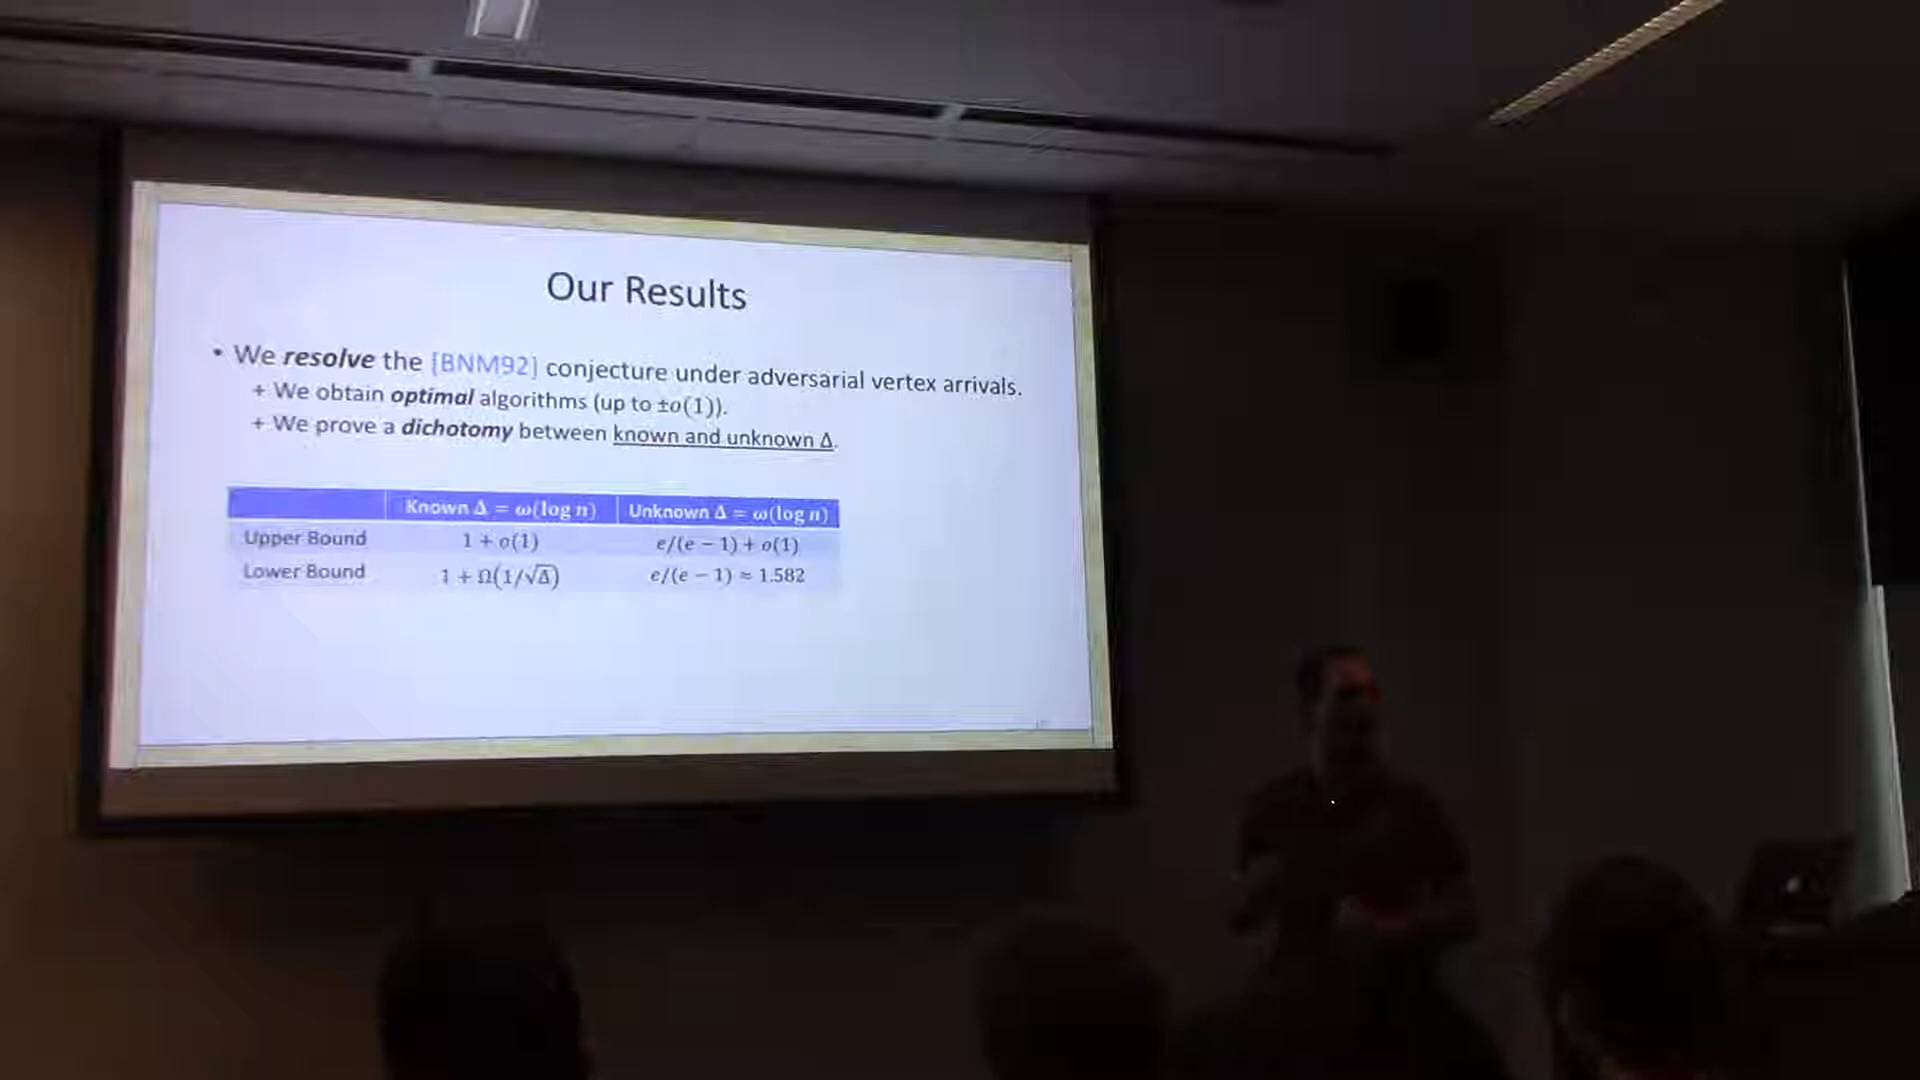 Our Results
• We resolve the [BNM92] conjecture under adversarial vertex arrivals.
+ We obtain optimal algorithms (up to ±o(1)).
+ We prove a dichotomy between known and unknown Δ.
Known Δ = ω(log n) Unknown Δ = ω(log n)
Upper Bound 1 + o(1) e/(e − 1) + o(1)
Lower Bound 1 + Ω(1/√Δ) e/(e − 1) ≈ 1.582